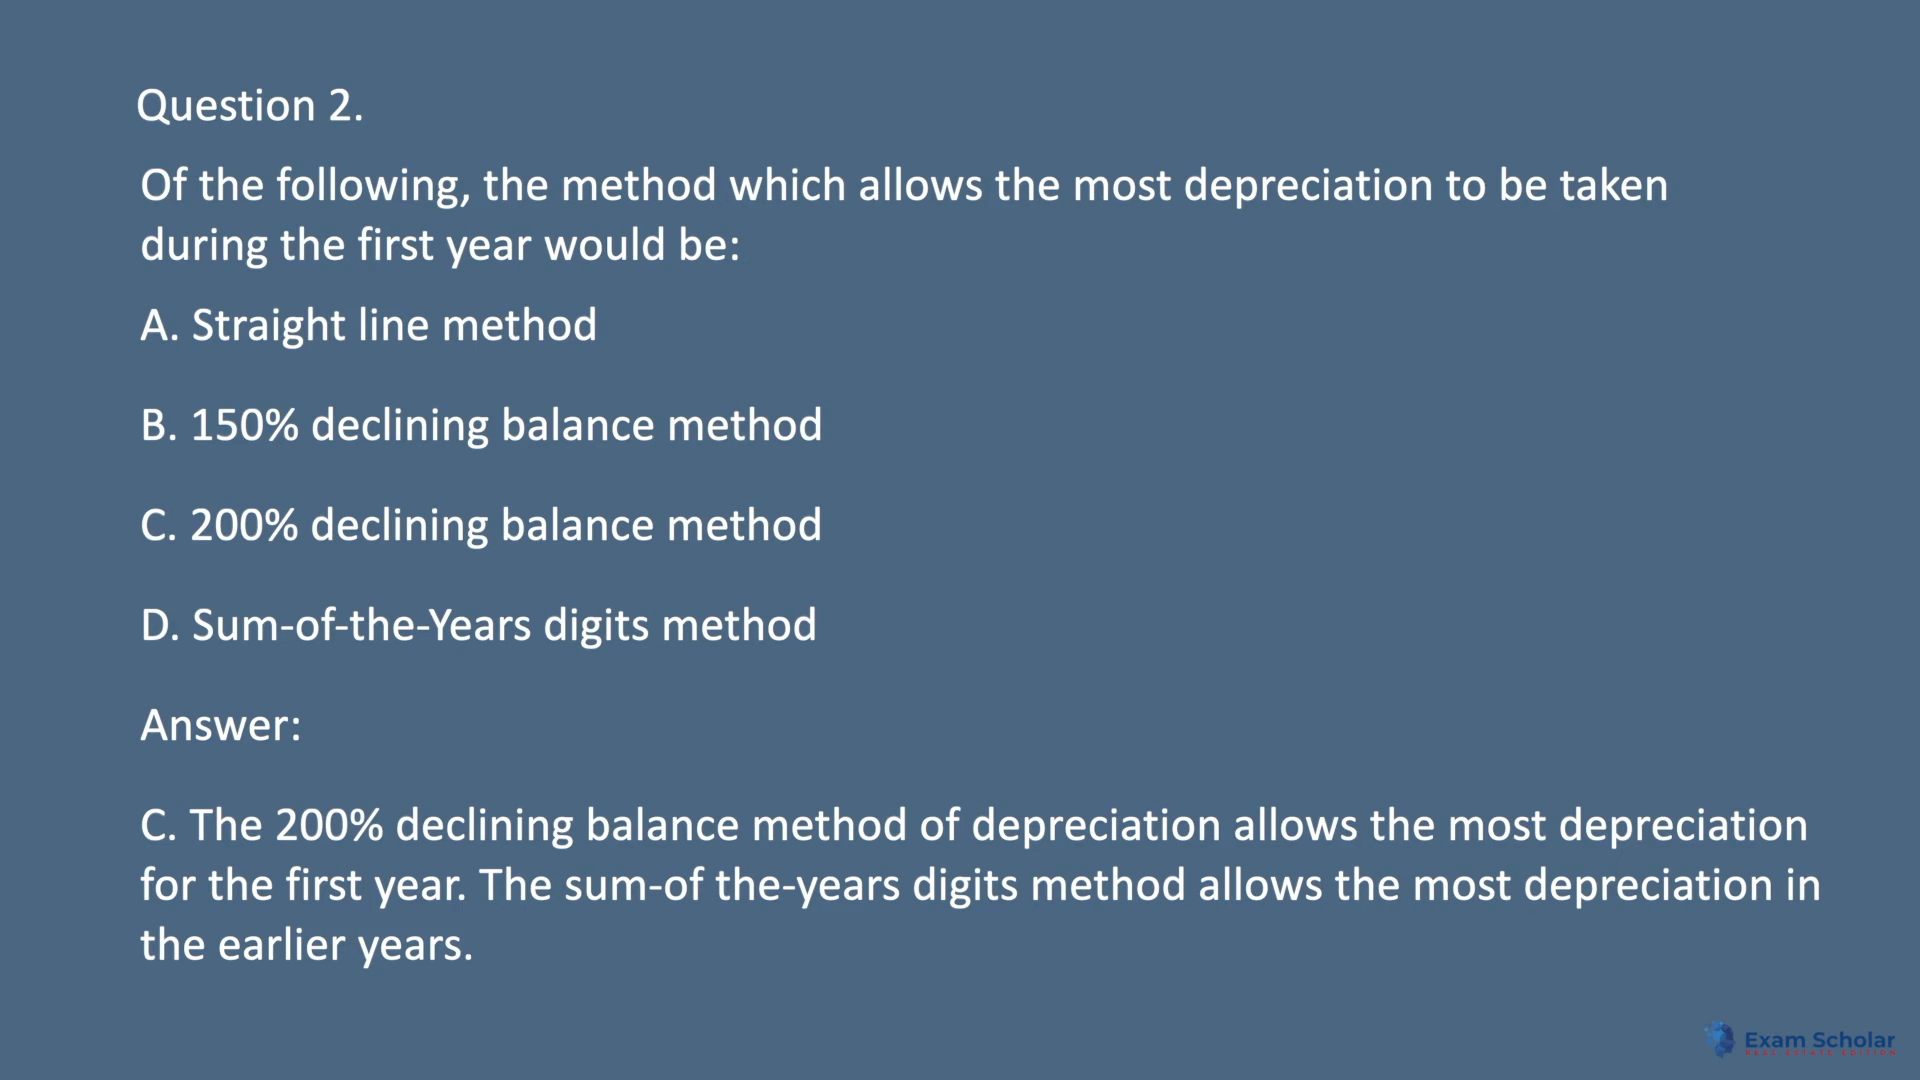 Question 2.
Of the following, the method which allows the most depreciation to be taken
during the first year would be:
A. Straight line method
B. 150% declining balance method
C. 200% declining balance method
D. Sum-of-the-Years digits method
Answer:
C. The 200% declining balance method of depreciation allows the most depreciation
for the first year. The sum-of the-years digits method allows the most depreciation in
the earlier years.
Exam Scholar
REAL ESTATE EDITION